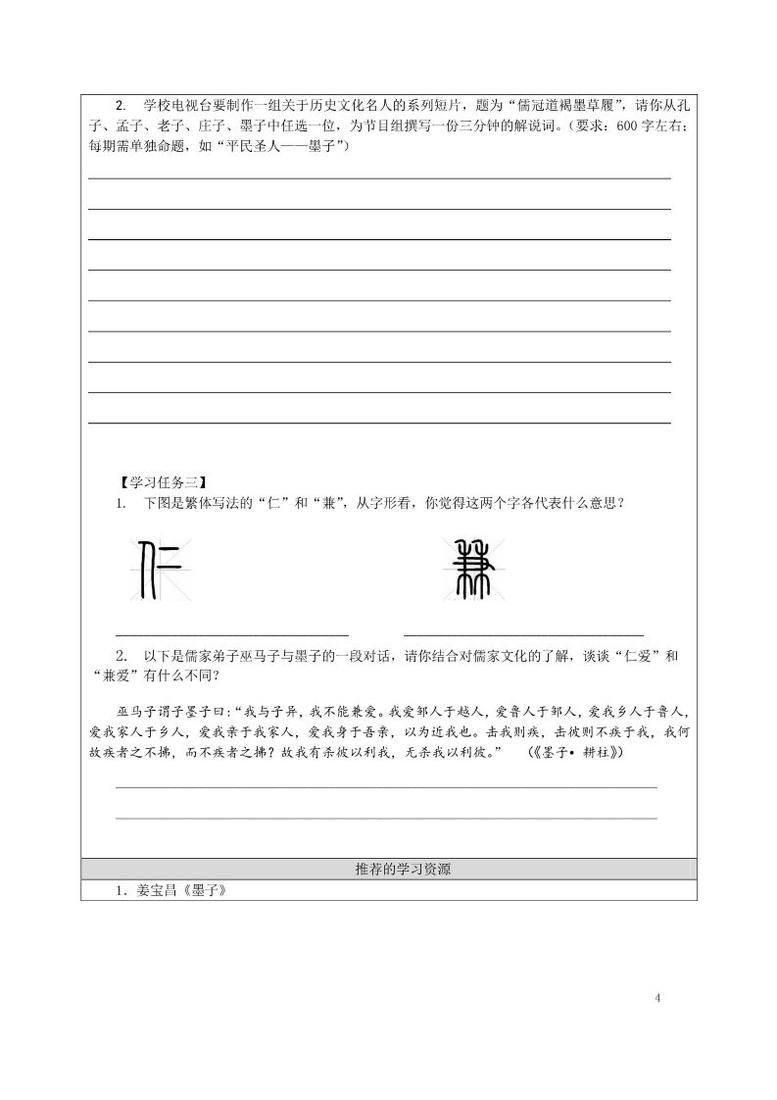 2. 学校电视台要制作一组关于历史文化名人的系列短片，题为“儒冠道褐墨草履”，请你从孔
子、孟子、老子、庄子、墨子中任选一位，为节目组撰写一份三分钟的解说词。（要求：600 字左右；
每期需单独命题，如“平民圣人——墨子”）
【学习任务三】
1. 下图是繁体写法的“仁”和“兼”，从字形看，你觉得这两个字各代表什么意思？
仁 兼
2. 以下是儒家弟子巫马子与墨子的一段对话，请你结合对儒家文化的了解，谈谈“仁爱”和
“兼爱”有什么不同？
巫马子谓子墨子曰：“我与子异，我不能兼爱。我爱邹人于越人，爱鲁人于邹人，爱我乡人于鲁人，
爱我家人于乡人，爱我亲于我家人，爱我身于吾亲，以为近我也。击我则疾，击彼则不疾于我，我何
故疾者之不拂，而不疾者之拂？故我有杀彼以利我，无杀我以利彼。” （《墨子• 耕柱》）
推荐的学习资源
1. 姜宝昌《墨子》
4